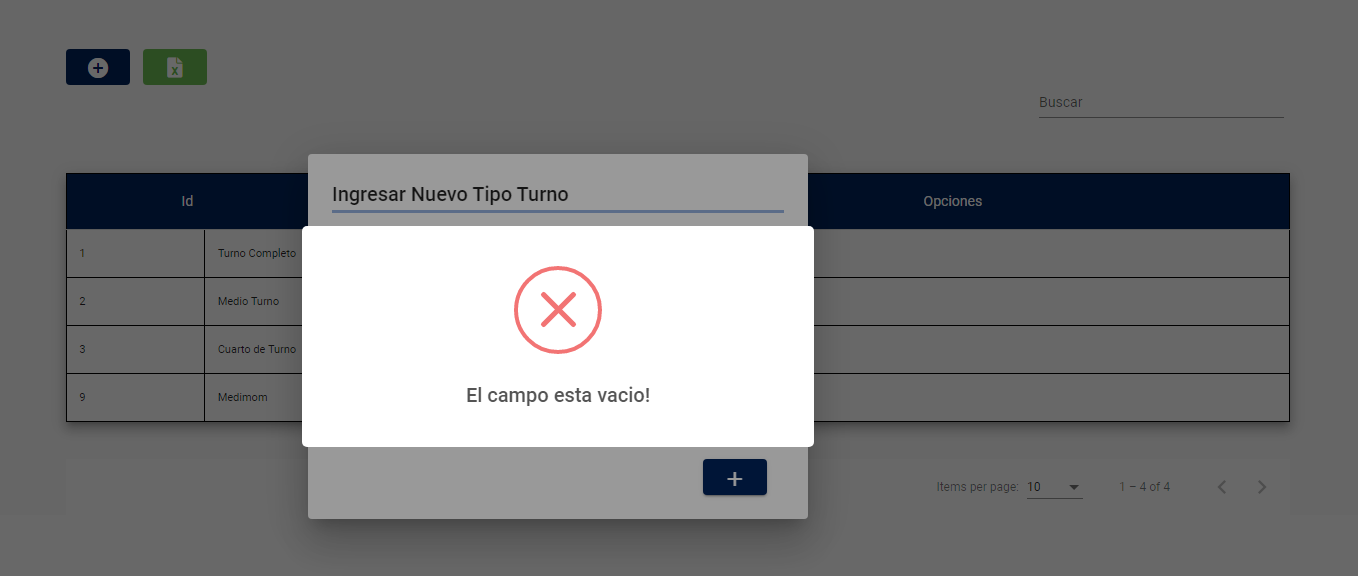 Buscar
Ingresar Nuevo Tipo Turno
Id
Opciones
1 Turno Completo
2 Medio Turno
3 Cuarto de Turno
9 Medimom
El campo esta vacio!
Items per page: 10 1 – 4 of 4